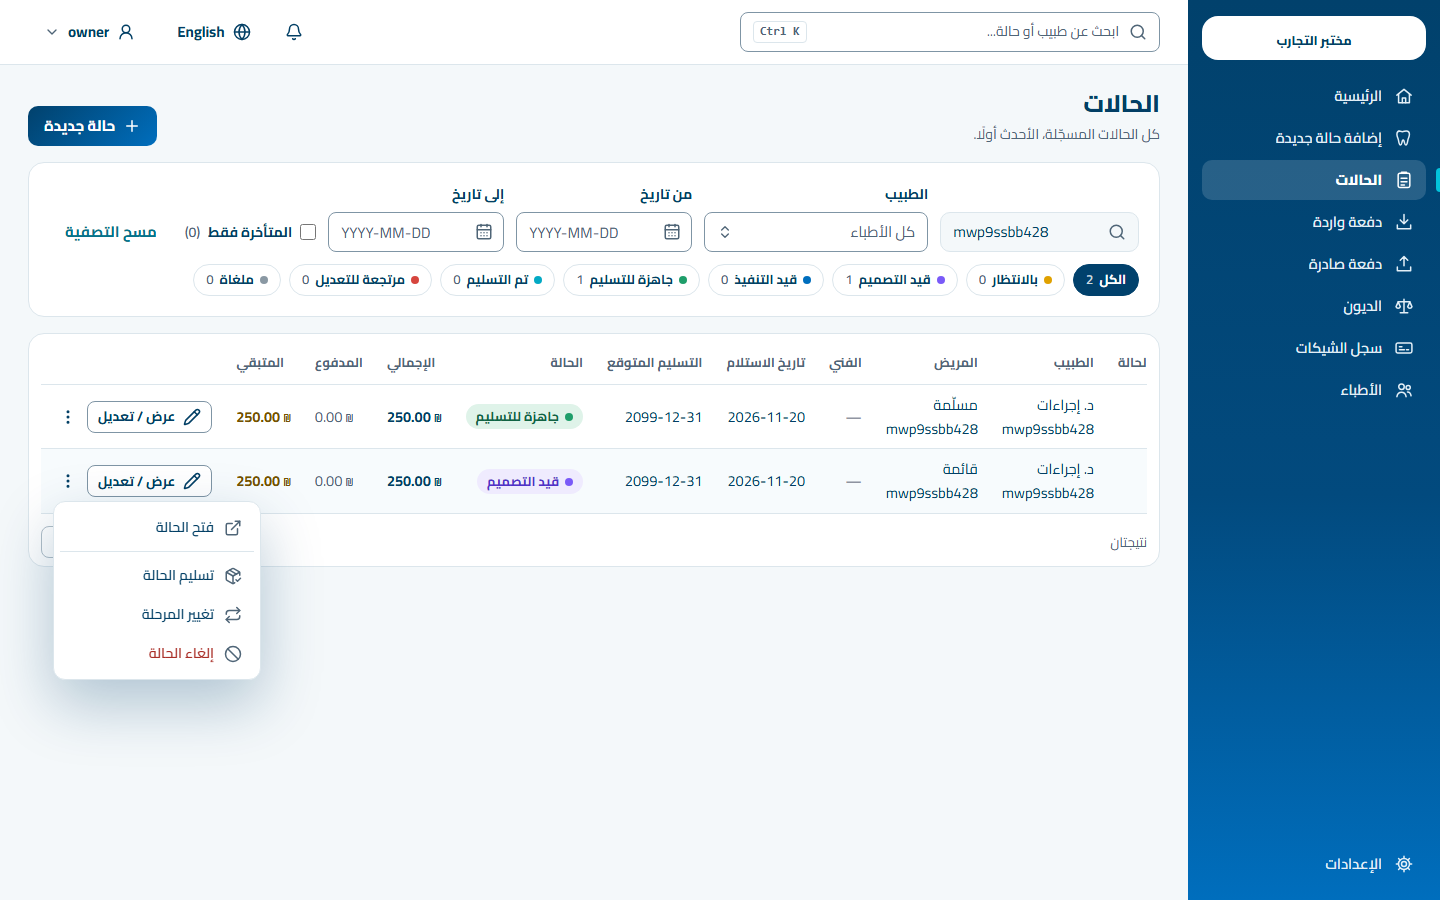 مختبر التجارب
الرئيسية
إضافة حالة جديدة
الحالات
دفعة واردة
دفعة صادرة
الديون
سجل الشيكات
الأطباء
الإعدادات
ابحث عن طبيب أو حالة...
Ctrl K
English
owner
الحالات
كل الحالات المسجّلة، الأحدث أولًا.
حالة جديدة
الطبيب
من تاريخ
إلى تاريخ
mwp9ssbb428
كل الأطباء
YYYY-MM-DD
YYYY-MM-DD
المتأخرة فقط (0)
مسح التصفية
الكل 2
بالانتظار 0
قيد التصميم 1
قيد التنفيذ 0
جاهزة للتسليم 1
تم التسليم 0
مرتجعة للتعديل 0
ملغاة 0
لحالة الطبيب المريض الفني تاريخ الاستلام التسليم المتوقع الحالة الإجمالي المدفوع المتبقي
د. إجراءات mwp9ssbb428
مسلّمة mwp9ssbb428
—
2026-11-20
2099-12-31
جاهزة للتسليم
250.00 ₪
0.00 ₪
250.00 ₪
عرض / تعديل
د. إجراءات mwp9ssbb428
قائمة mwp9ssbb428
—
2026-11-20
2099-12-31
قيد التصميم
250.00 ₪
0.00 ₪
250.00 ₪
عرض / تعديل
نتيجتان
فتح الحالة
تسليم الحالة
تغيير المرحلة
إلغاء الحالة